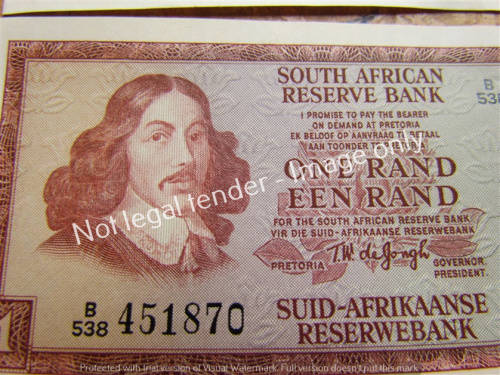 SOUTH AFRICAN
RESERVE BANK
B
538
I PROMISE TO PAY THE BEARER
ON DEMAND AT PRETORIA
EK BELOOF OP AANVRAAG TE
AAN TOONDER
Not legal tender - Image only
ONE RAND
EEN RAND
FOR THE SOUTH AFRICAN RESERVE BANK
VIR DIE SUID-AFRIKAANSE RESERWEBANK
T.W. de Jongh
PRETORIA
GOVERNOR.
PRESIDENT.
B
538 451870
SUID-AFRIKAANSE
RESERWEBANK
1
Protected with trial version of Visual Watermark. Full version doesn't put this mark.